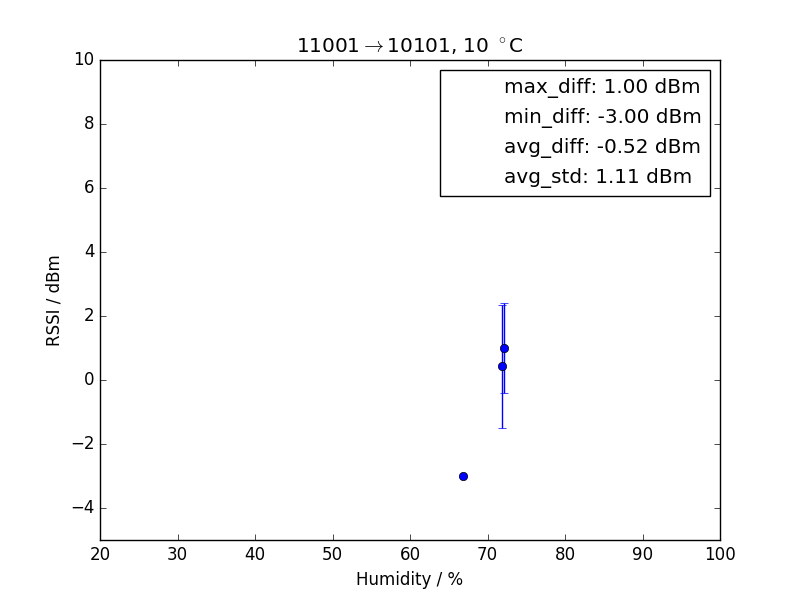 11001→10101, 10 °C
max_diff: 1.00 dBm
min_diff: -3.00 dBm
avg_diff: -0.52 dBm
avg_std: 1.11 dBm
RSSI / dBm
10
8
6
4
2
0
−2
−4
20 30 40 50 60 70 80 90 100
Humidity / %